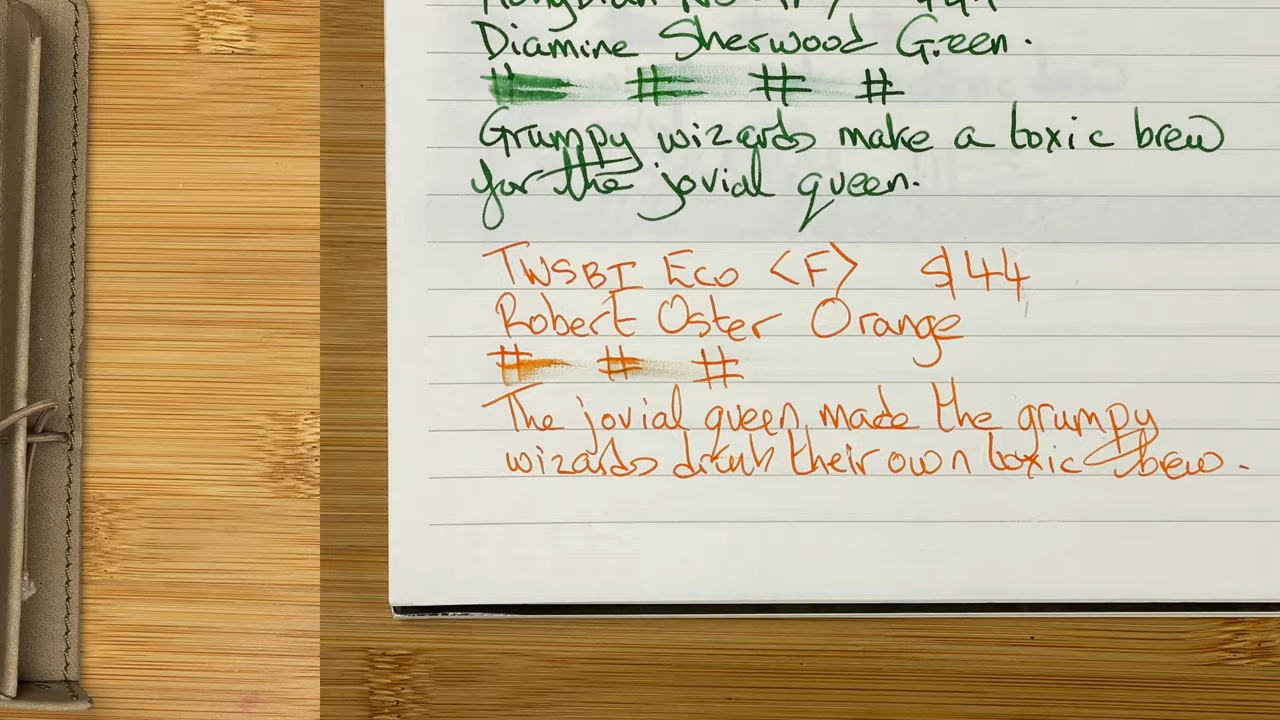 Diamine Sherwood Green.
# # # #
Grumpy wizards make a toxic brew
for the jovial queen.
TWSBI Eco <F> $144
Robert Oster Orange
# # #
The jovial queen made the grumpy
wizards drink their own toxic brew.